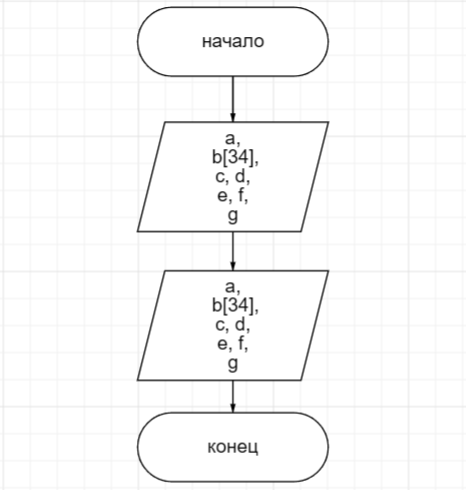 начало
a,
b[34],
c, d,
e, f,
g
a,
b[34],
c, d,
e, f,
g
конец